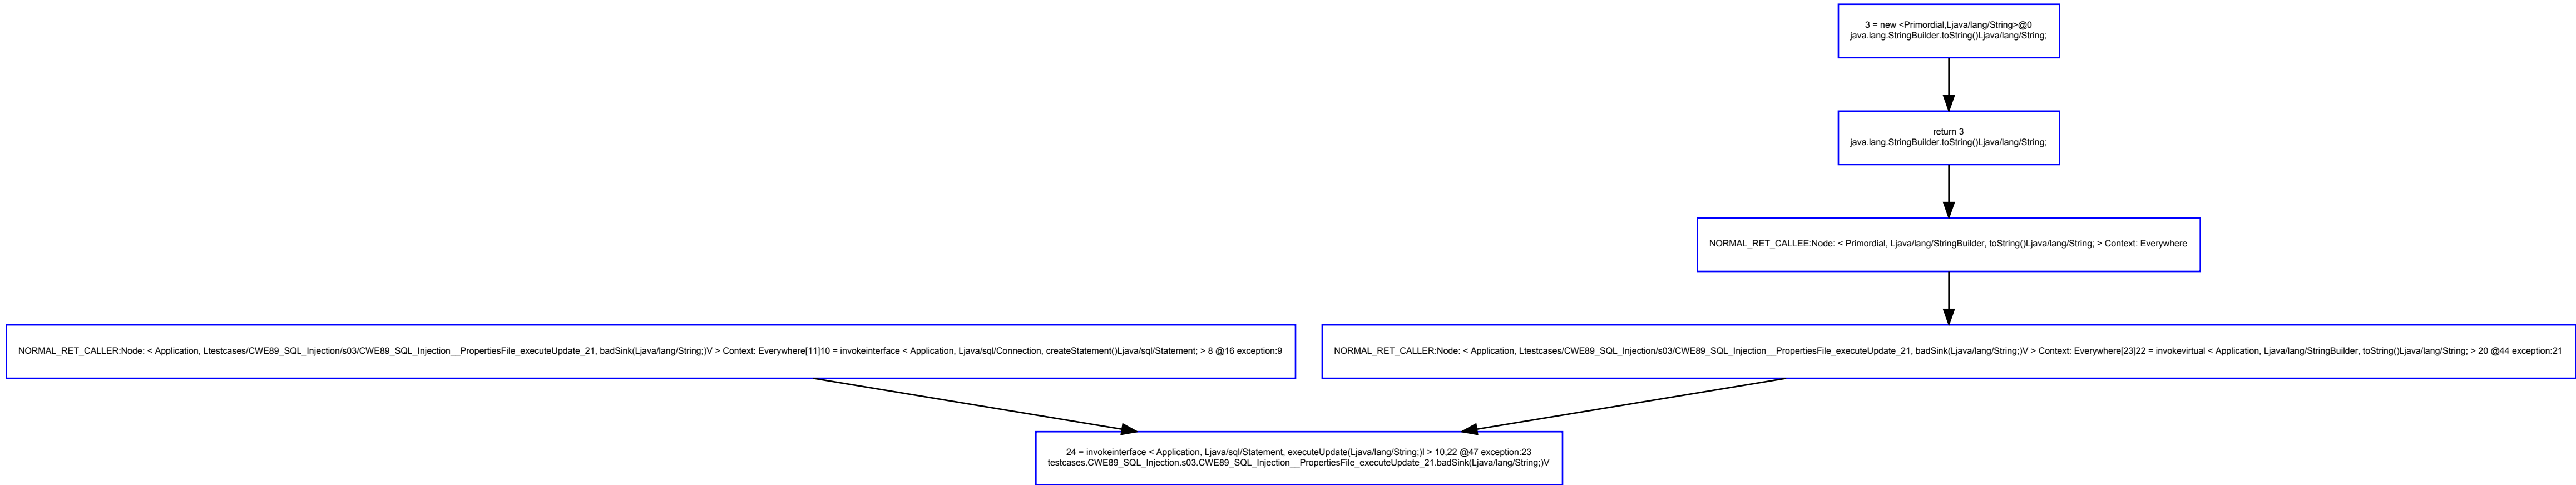 3 = new <Primordial,Ljava/lang/String>@0
java.lang.StringBuilder.toString()Ljava/lang/String;
return 3
java.lang.StringBuilder.toString()Ljava/lang/String;
NORMAL_RET_CALLEE:Node: < Primordial, Ljava/lang/StringBuilder, toString()Ljava/lang/String; > Context: Everywhere
NORMAL_RET_CALLER:Node: < Application, Ltestcases/CWE89_SQL_Injection/s03/CWE89_SQL_Injection__PropertiesFile_executeUpdate_21, badSink(Ljava/lang/String;)V > Context: Everywhere[11]10 = invokeinterface < Application, Ljava/sql/Connection, createStatement()Ljava/sql/Statement; > 8 @16 exception:9
NORMAL_RET_CALLER:Node: < Application, Ltestcases/CWE89_SQL_Injection/s03/CWE89_SQL_Injection__PropertiesFile_executeUpdate_21, badSink(Ljava/lang/String;)V > Context: Everywhere[23]22 = invokevirtual < Application, Ljava/lang/StringBuilder, toString()Ljava/lang/String; > 20 @44 exception:21
24 = invokeinterface < Application, Ljava/sql/Statement, executeUpdate(Ljava/lang/String;)I > 10,22 @47 exception:23
testcases.CWE89_SQL_Injection.s03.CWE89_SQL_Injection__PropertiesFile_executeUpdate_21.badSink(Ljava/lang/String;)V